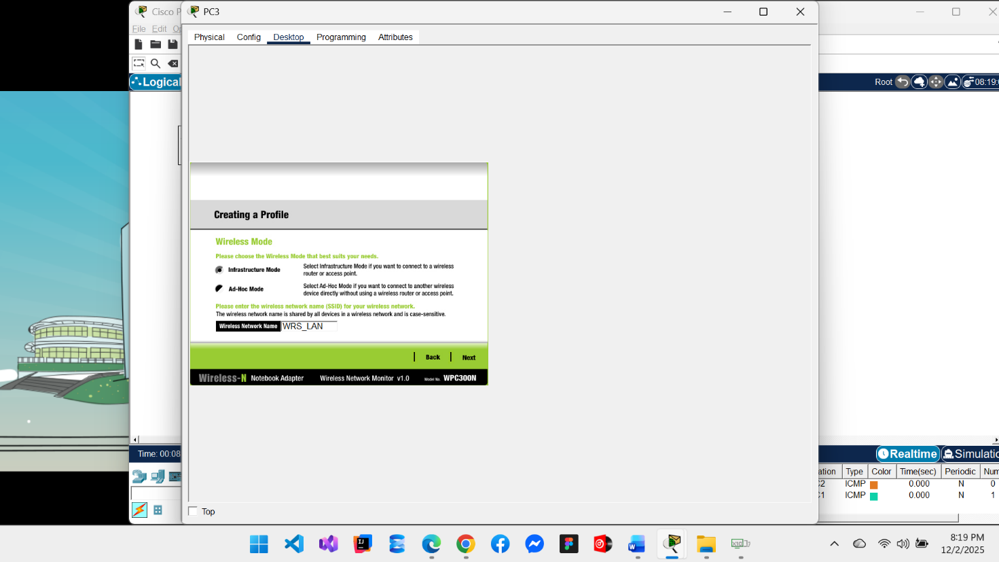 Cisco P
PC3
File Edit Op
Physical Config Desktop Programming Attributes
Logical
Root 08:19:
Creating a Profile
Wireless Mode
Please choose the Wireless Mode that best suits your needs.
Infrastructure Mode
Select Infrastructure Mode if you want to connect to a wireless
router or access point.
Ad-Hoc Mode
Select Ad-Hoc Mode if you want to connect to another wireless
device directly without using a wireless router or access point.
Please enter the wireless network name (SSID) for your wireless network.
The wireless network name is shared by all devices in a wireless network and is case-sensitive.
Wireless Network Name WRS_LAN
Back Next
Wireless-N Notebook Adapter Wireless Network Monitor v1.0 Model No. WPC300N
Time: 00:08
Realtime Simulatio
ation Type Color Time(sec) Periodic Num
C2 ICMP 0.000 N 0
C1 ICMP 0.000 N 1
Top
8:19 PM
12/2/2025